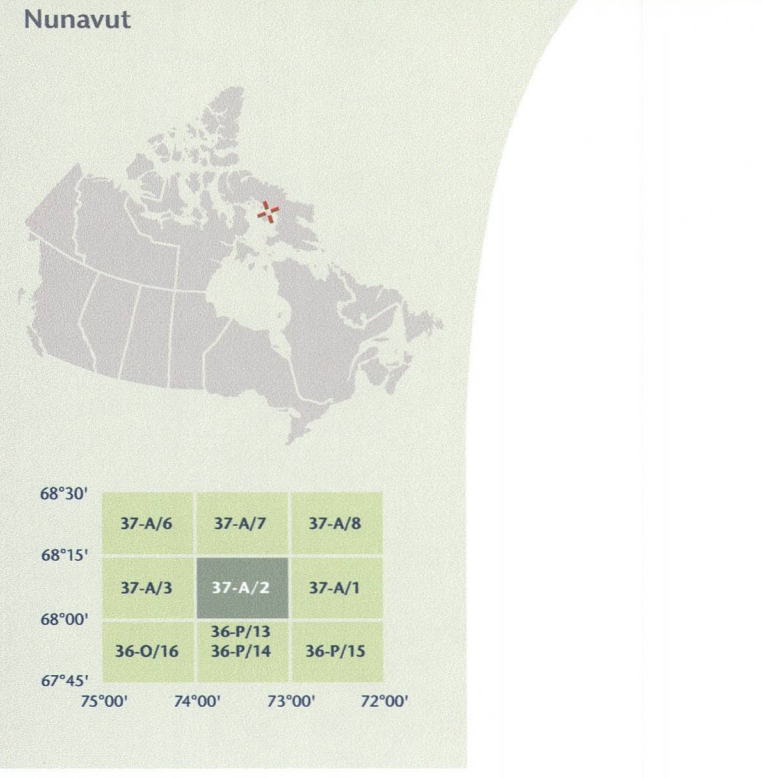 Nunavut
68°30'
37-A/6 37-A/7 37-A/8
68°15'
37-A/3 37-A/2 37-A/1
68°00'
36-P/13
36-O/16 36-P/14 36-P/15
67°45'
75°00' 74°00' 73°00' 72°00'